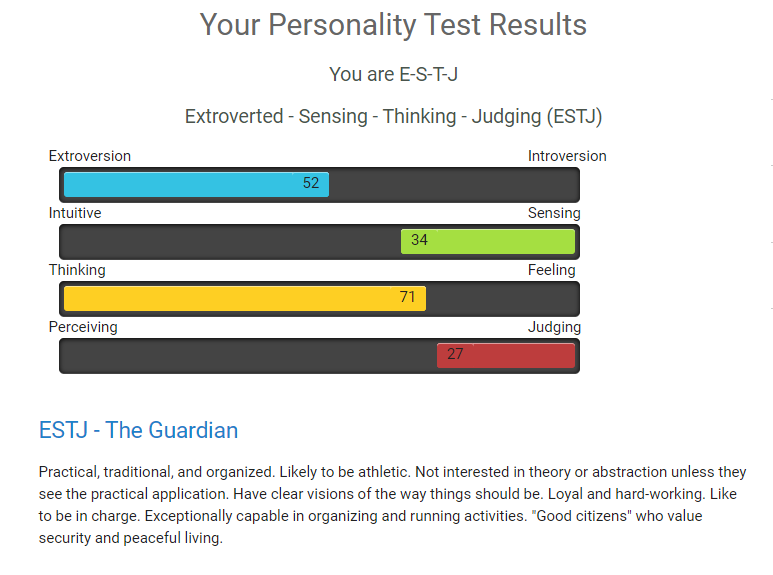 Your Personality Test Results
You are E-S-T-J
Extroverted - Sensing - Thinking - Judging (ESTJ)
Extroversion Introversion
52
Intuitive Sensing
34
Thinking Feeling
71
Perceiving Judging
27
ESTJ - The Guardian
Practical, traditional, and organized. Likely to be athletic. Not interested in theory or abstraction unless they
see the practical application. Have clear visions of the way things should be. Loyal and hard-working. Like
to be in charge. Exceptionally capable in organizing and running activities. "Good citizens" who value
security and peaceful living.